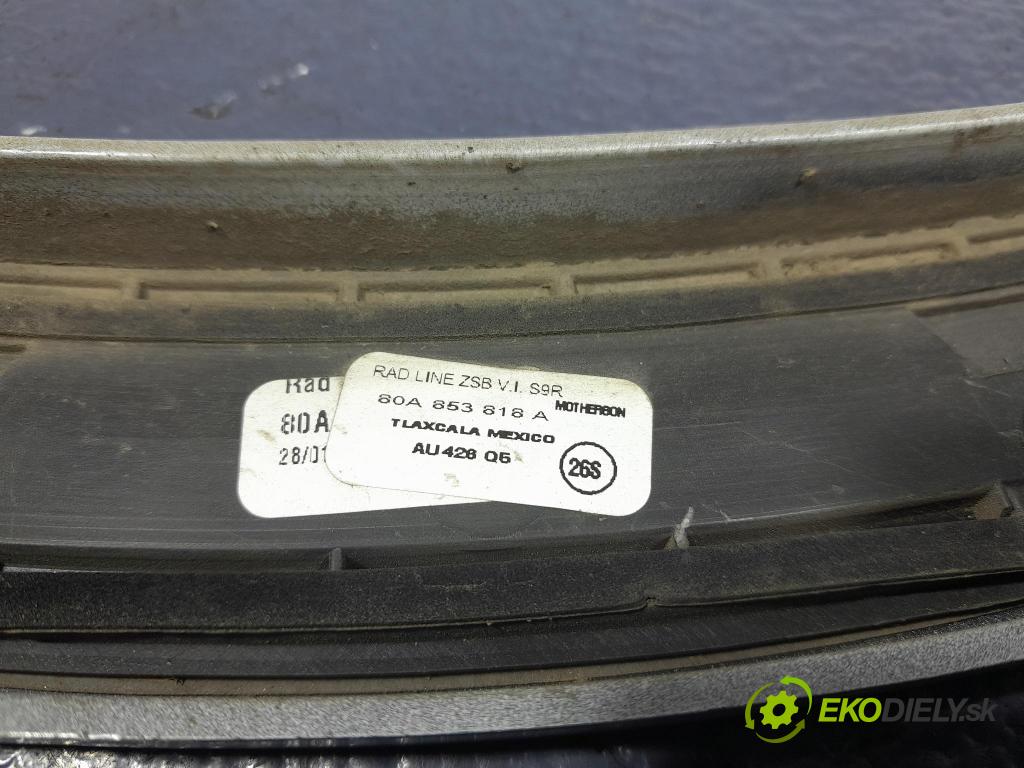 Rad
80A
28/01
RAD LINE ZSB V.I. S9R
80A 853 818 A MOTHERSON
TLAXCALA MEXICO
AU426 Q5
26S
EKODIELY.sk